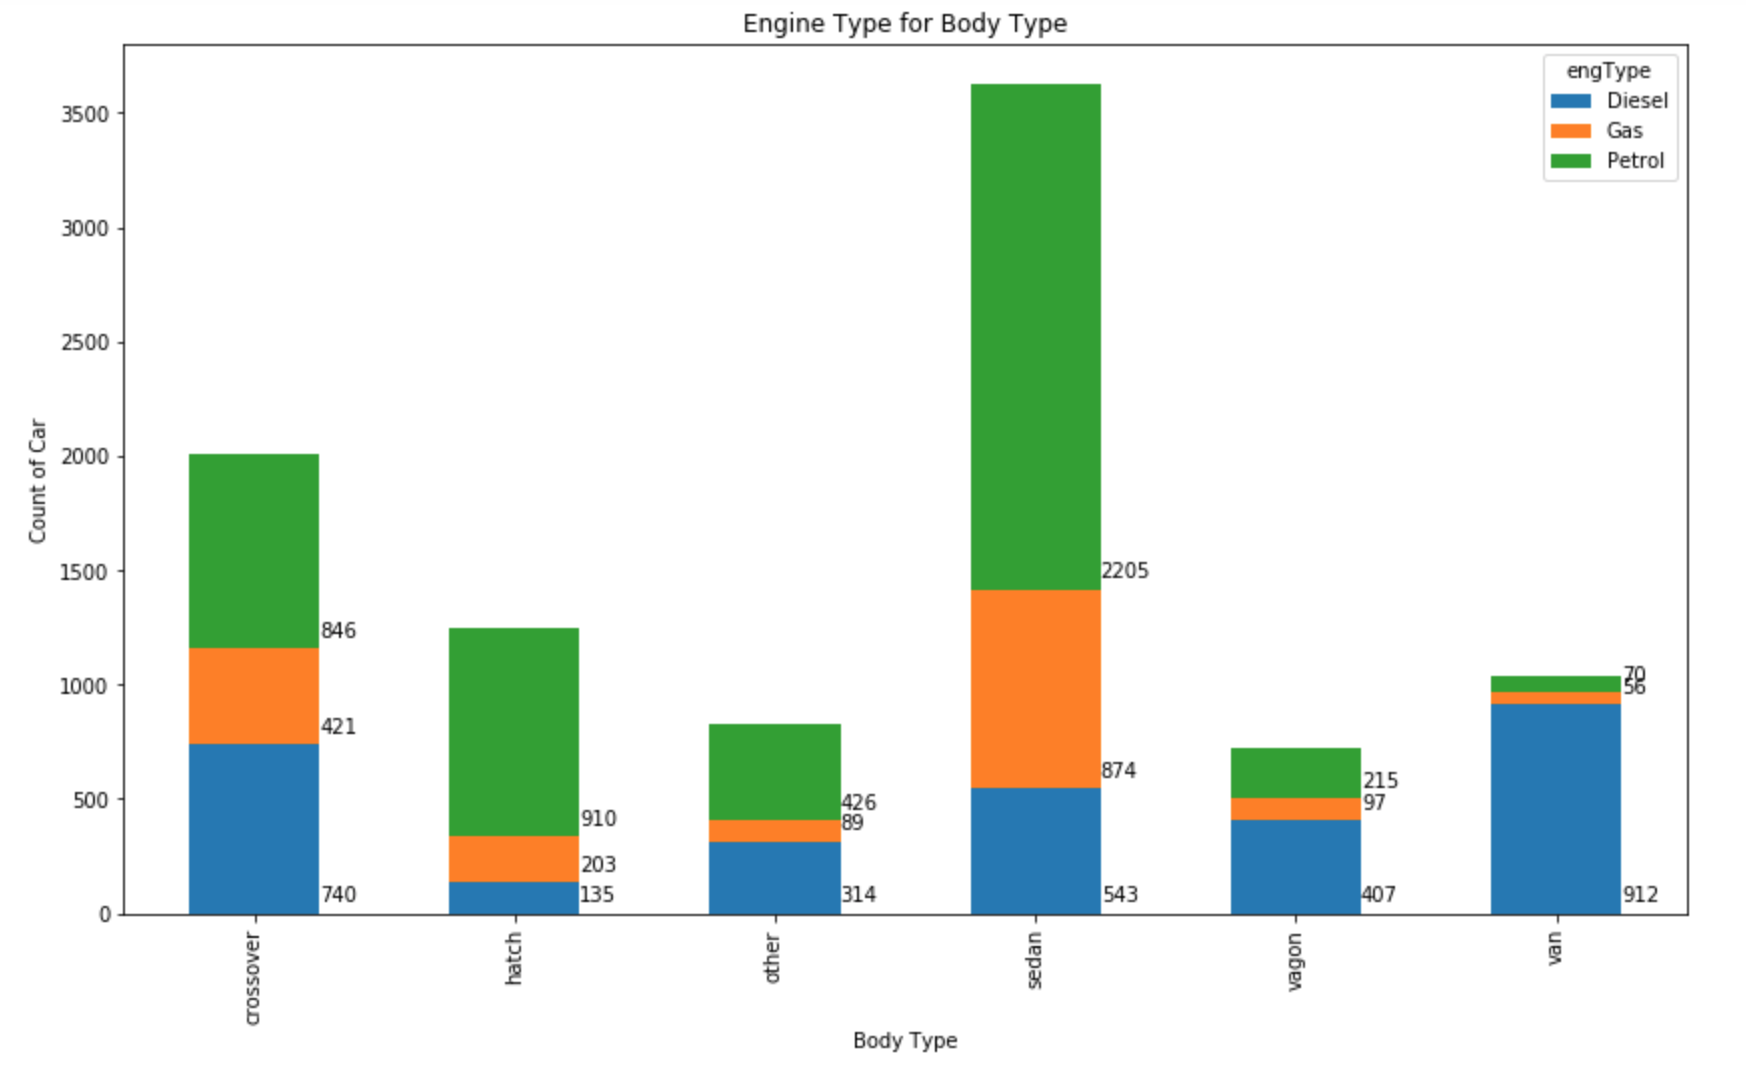 Engine Type for Body Type
engType
Diesel
Gas
Petrol
Count of Car
3500
3000
2500
2000
1500
1000
500
0
846
421
740
910
203
135
426
89
314
2205
874
543
215
97
407
70
56
912
crossover
hatch
other
sedan
vagon
van
Body Type